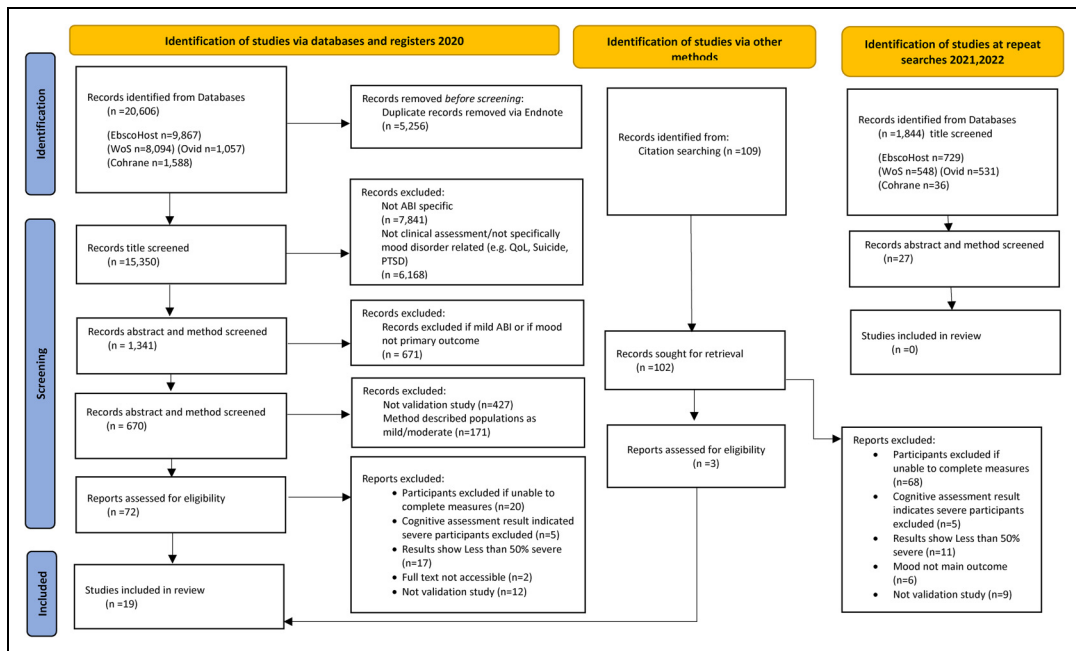 Identification of studies via databases and registers 2020
Identification of studies via other
methods
Identification of studies at repeat
searches 2021,2022
Identification
Records identified from Databases
(n =20,606)
(EbscoHost n=9,867)
(WoS n=8,094) (Ovid n=1,057)
(Cochrane n=1,588)
Records removed before screening:
Duplicate records removed via Endnote
(n =5,256)
Records identified from:
Citation searching (n =109)
Records identified from Databases
(n =1,844) title screened
(EbscoHost n=729)
(WoS n=548) (Ovid n=531)
(Cochrane n=36)
Screening
Records title screened
(n =15,350)
Records excluded:
Not ABI specific
(n =7,841)
Not clinical assessment/not specifically
mood disorder related (e.g. QoL, Suicide,
PTSD)
(n =6,168)
Records abstract and method screened
(n=27)
Records abstract and method screened
(n = 1,341)
Records excluded:
Records excluded if mild ABI or if mood
not primary outcome
(n = 671)
Records sought for retrieval
(n =102)
Studies included in review
(n =0)
Records abstract and method screened
(n = 670)
Records excluded:
Not validation study (n=427)
Method described populations as
mild/moderate (n=171)
Reports assessed for eligibility
(n =3)
Reports assessed for eligibility
(n =72)
Reports excluded:
• Participants excluded if unable to
complete measures (n=20)
• Cognitive assessment result indicated
severe participants excluded (n=5)
• Results show Less than 50% severe
(n=17)
• Full text not accessible (n=2)
• Not validation study (n=12)
Reports excluded:
• Participants excluded if
unable to complete measures
(n=68)
• Cognitive assessment result
indicates severe participants
excluded (n=5)
• Results show Less than 50%
severe (n=11)
• Mood not main outcome
(n=6)
• Not validation study (n=9)
Included
Studies included in review
(n =19)